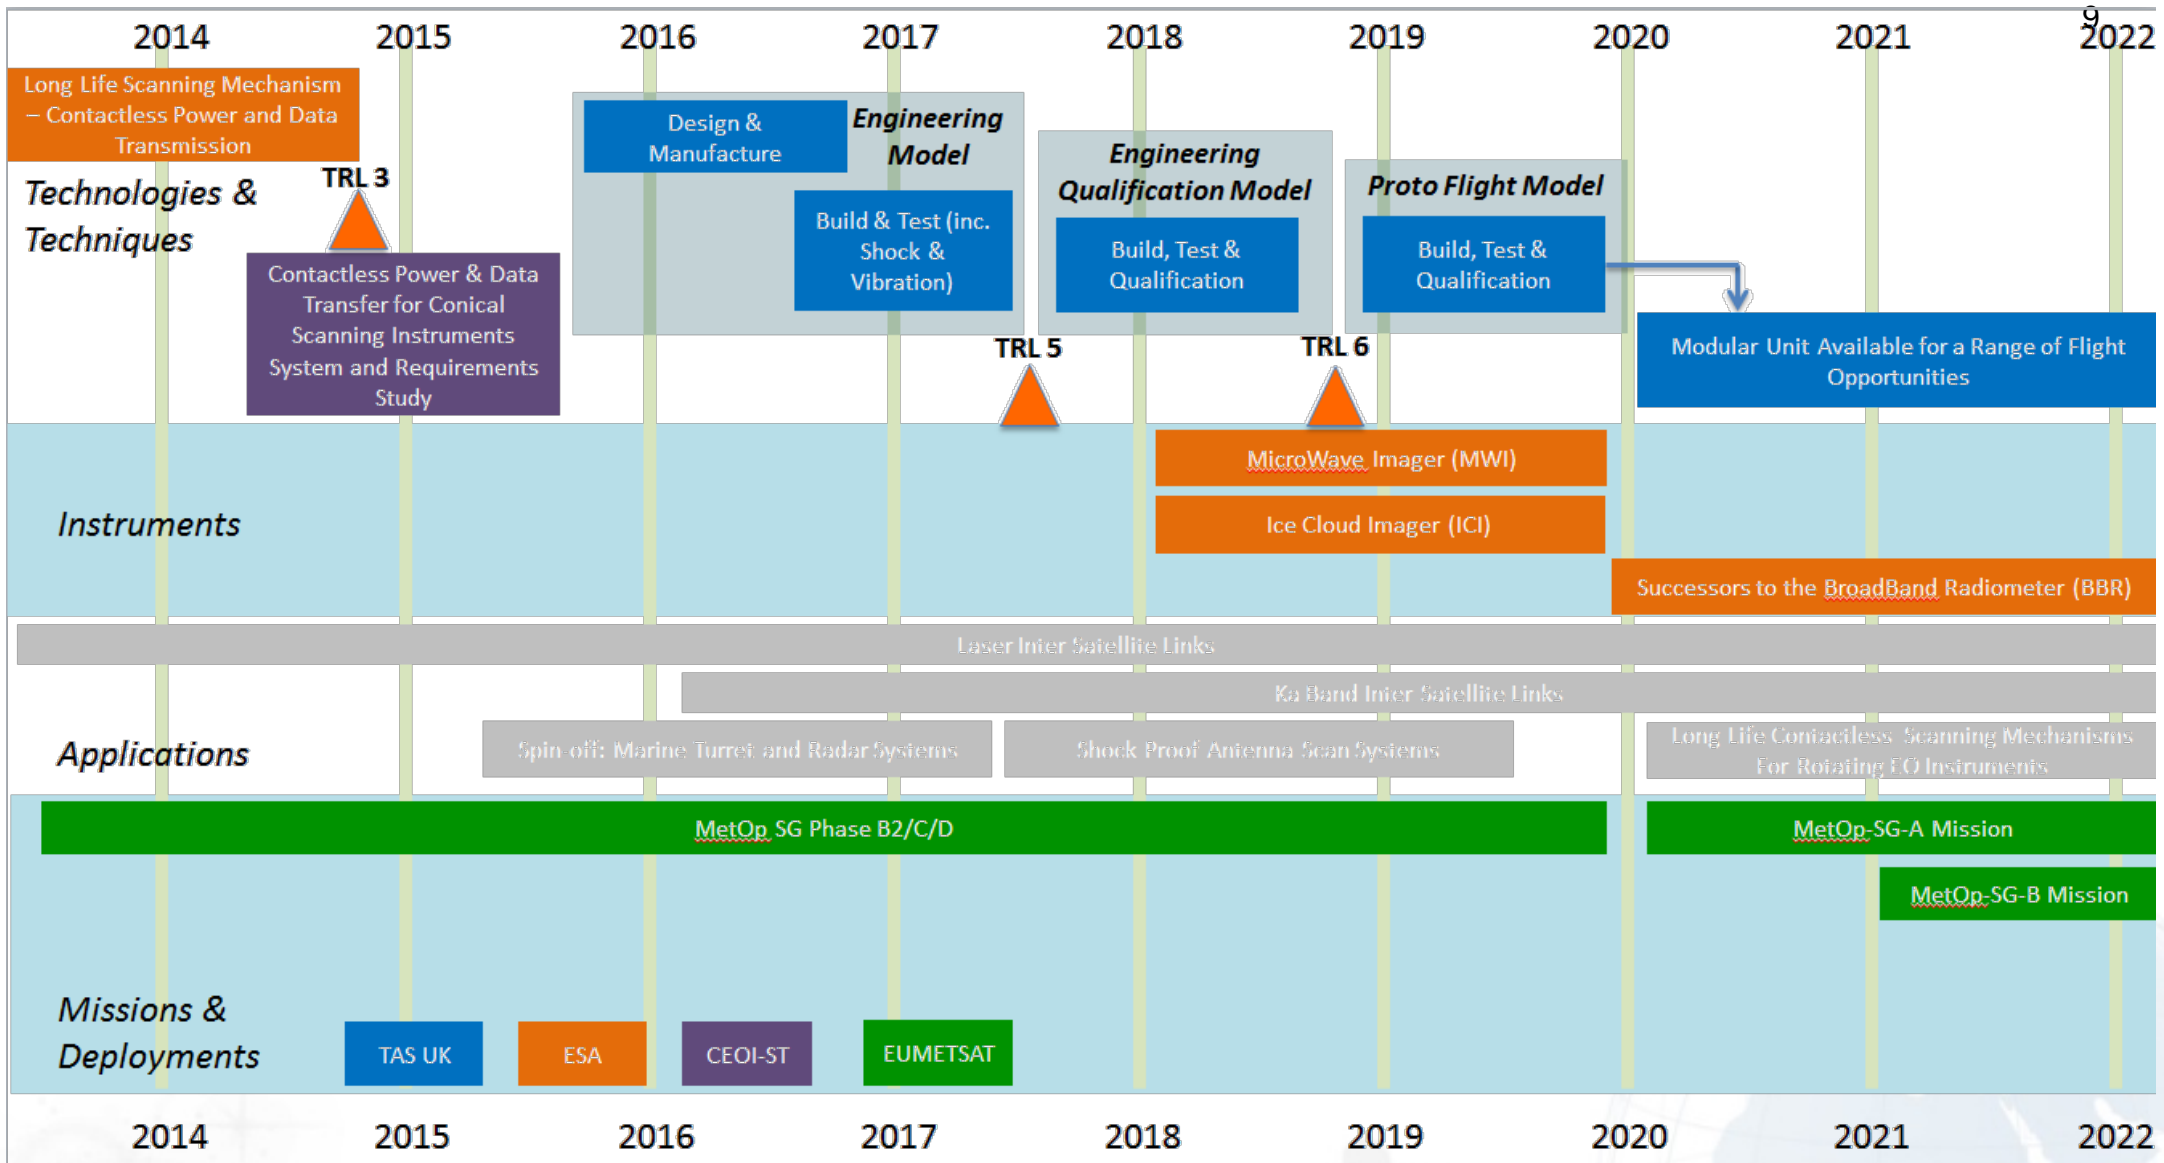 9
2014 2015 2016 2017 2018 2019 2020 2021 2022
Long Life Scanning Mechanism
– Contactless Power and Data
Transmission
Technologies &
Techniques
TRL 3
Contactless Power & Data
Transfer for Conical
Scanning Instruments
System and Requirements
Study
Design &
Manufacture
Engineering
Model
Build & Test (inc.
Shock &
Vibration)
TRL 5
Engineering
Qualification Model
Build, Test &
Qualification
TRL 6
Proto Flight Model
Build, Test &
Qualification
Modular Unit Available for a Range of Flight
Opportunities
Instruments
MicroWave Imager (MWI)
Ice Cloud Imager (ICI)
Successors to the BroadBand Radiometer (BBR)
Applications
Laser Inter Satellite Links
Ka Band Inter Satellite Links
Spin-off: Marine Turret and Radar Systems
Shock Proof Antenna Scan Systems
Long Life Contactless Scanning Mechanisms
For Rotating EO Instruments
MetOp SG Phase B2/C/D
MetOp-SG-A Mission
MetOp-SG-B Mission
Missions &
Deployments
TAS UK
ESA
CEOI-ST
EUMETSAT
2014 2015 2016 2017 2018 2019 2020 2021 2022